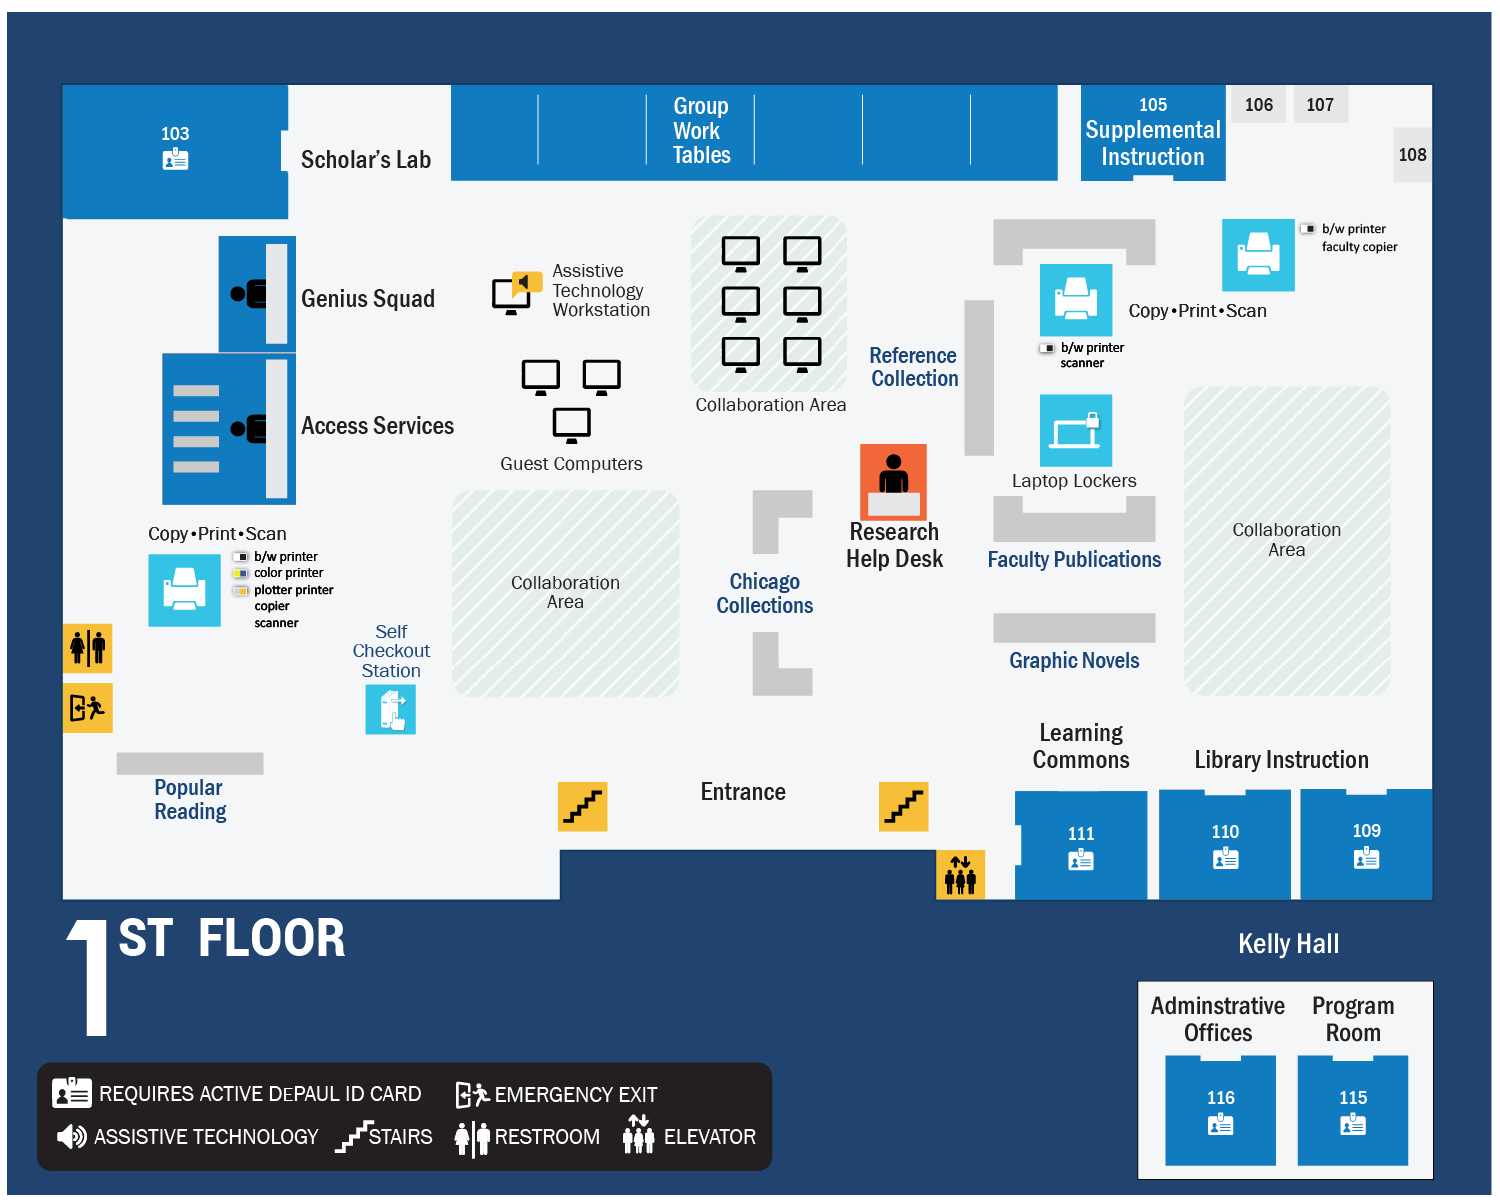 103
Scholar's Lab
Group
Work
Tables
105
Supplemental
Instruction
106
107
108
b/w printer
faculty copier
Genius Squad
Assistive
Technology
Workstation
Copy•Print•Scan
b/w printer
scanner
Reference
Collection
Collaboration Area
Access Services
Guest Computers
Laptop Lockers
Research
Help Desk
Faculty Publications
Collaboration
Area
Copy•Print•Scan
b/w printer
color printer
plotter printer
copier
scanner
Collaboration
Area
Chicago
Collections
Self
Checkout
Station
Graphic Novels
Popular
Reading
Entrance
Learning
Commons
Library Instruction
111
110
109
1ST FLOOR
Kelly Hall
Adminstrative
Offices
Program
Room
116
115
REQUIRES ACTIVE DEPAUL ID CARD
EMERGENCY EXIT
ASSISTIVE TECHNOLOGY
STAIRS
RESTROOM
ELEVATOR